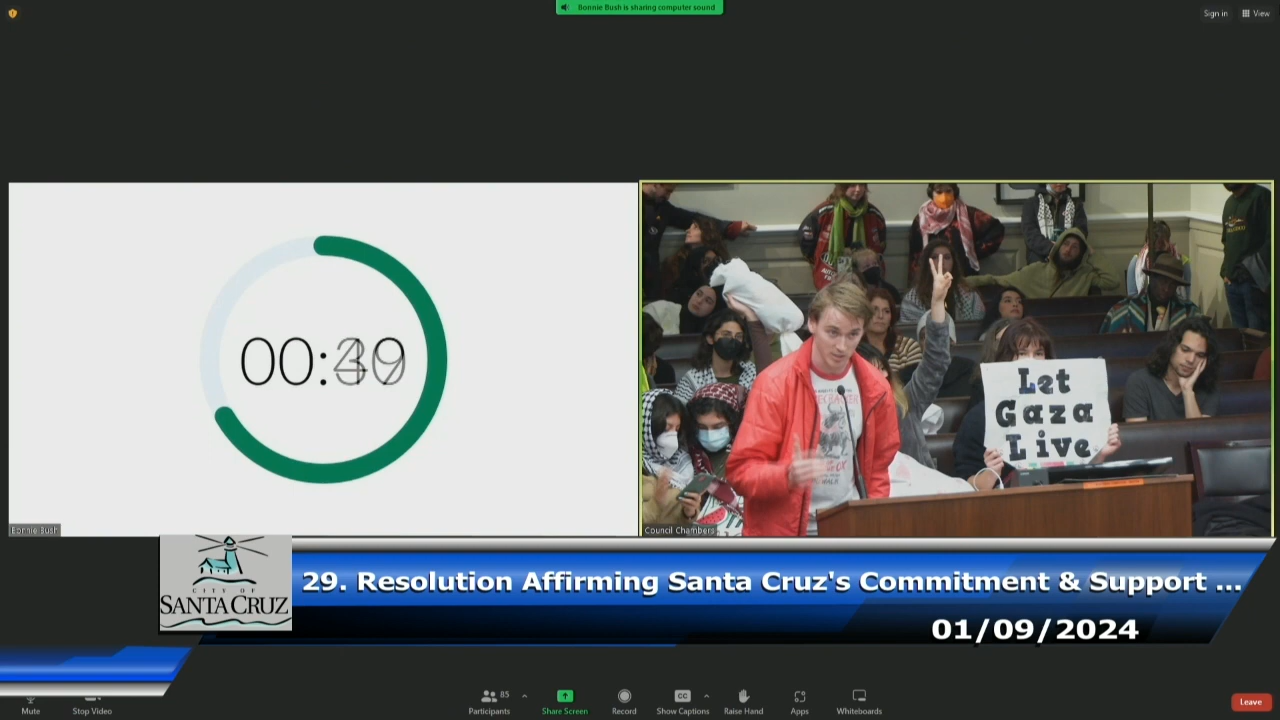 Bonnie Bush is sharing computer sound
Sign in
View
00:
Bonnie Bush
Let
Gaza
Live
Council Chambers
CITY OF
SANTA CRUZ
29. Resolution Affirming Santa Cruz's Commitment & Support ...
01/09/2024
Mute
Stop Video
85
Participants
Share Screen
CC
Record
Show Captions
Raise Hand
Apps
Whiteboards
Leave